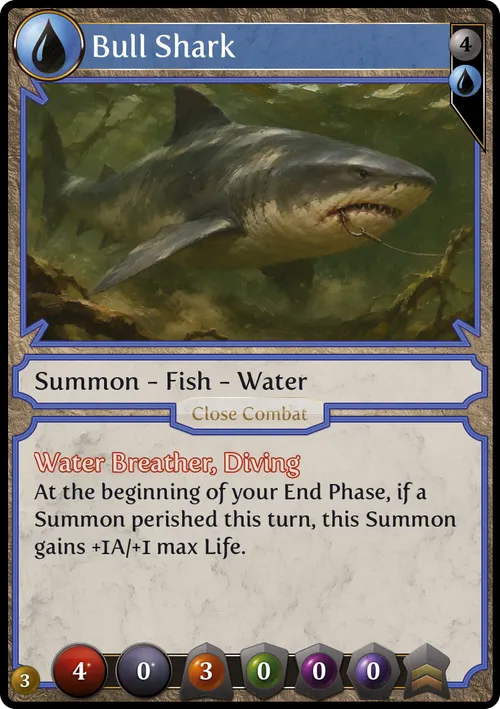 Bull Shark
4
Summon - Fish - Water
Close Combat
Water Breather, Diving
At the beginning of your End Phase, if a
Summon perished this turn, this Summon
gains +1A/+1 max Life.
3 4* 0* 3 0 0 0